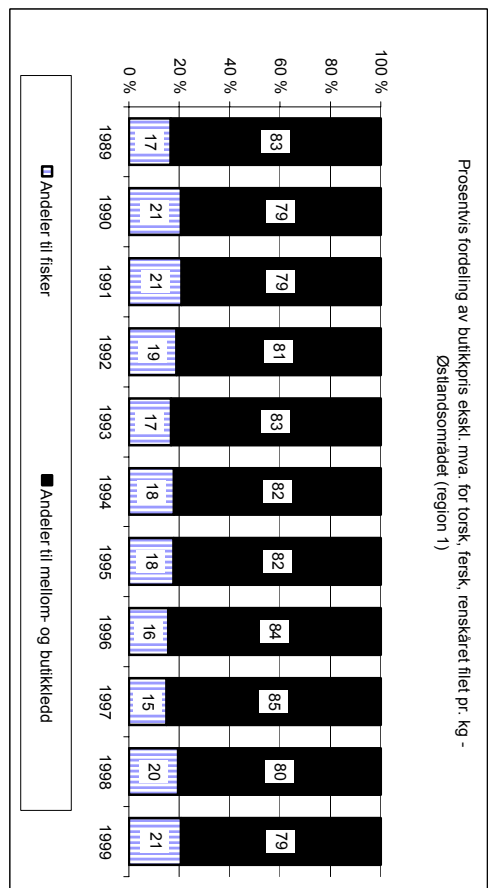 Prosentvis fordeling av butikkpris ekskl. mva. for torsk, fersk, renskåret filet pr. kg -
Østlandsområdet (region 1)
100 %
80 %
60 %
40 %
20 %
0 %
83 79 79 81 83 82 82 84 85 80 79
17 21 21 19 17 18 18 16 15 20 21
1989 1990 1991 1992 1993 1994 1995 1996 1997 1998 1999
Andeler til fisker Andeler til mellom- og butikkledd